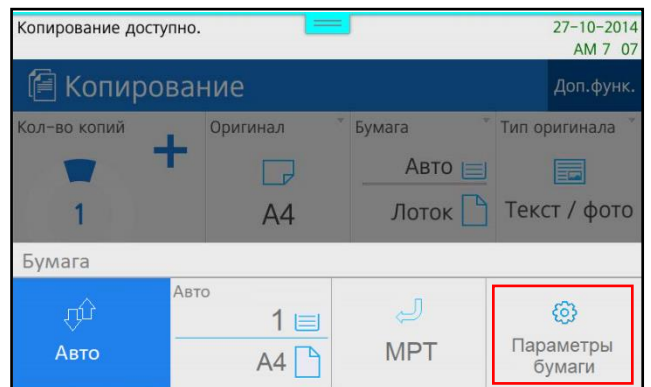 Копирование доступно.
27-10-2014
AM 7 07
Копирование
Доп.функ.
Кол-во копий
Оригинал
Бумага
Тип оригинала
1
A4
Авто
Лоток
Текст / фото
Бумага
Авто
Авто
1
A4
МРТ
Параметры
бумаги